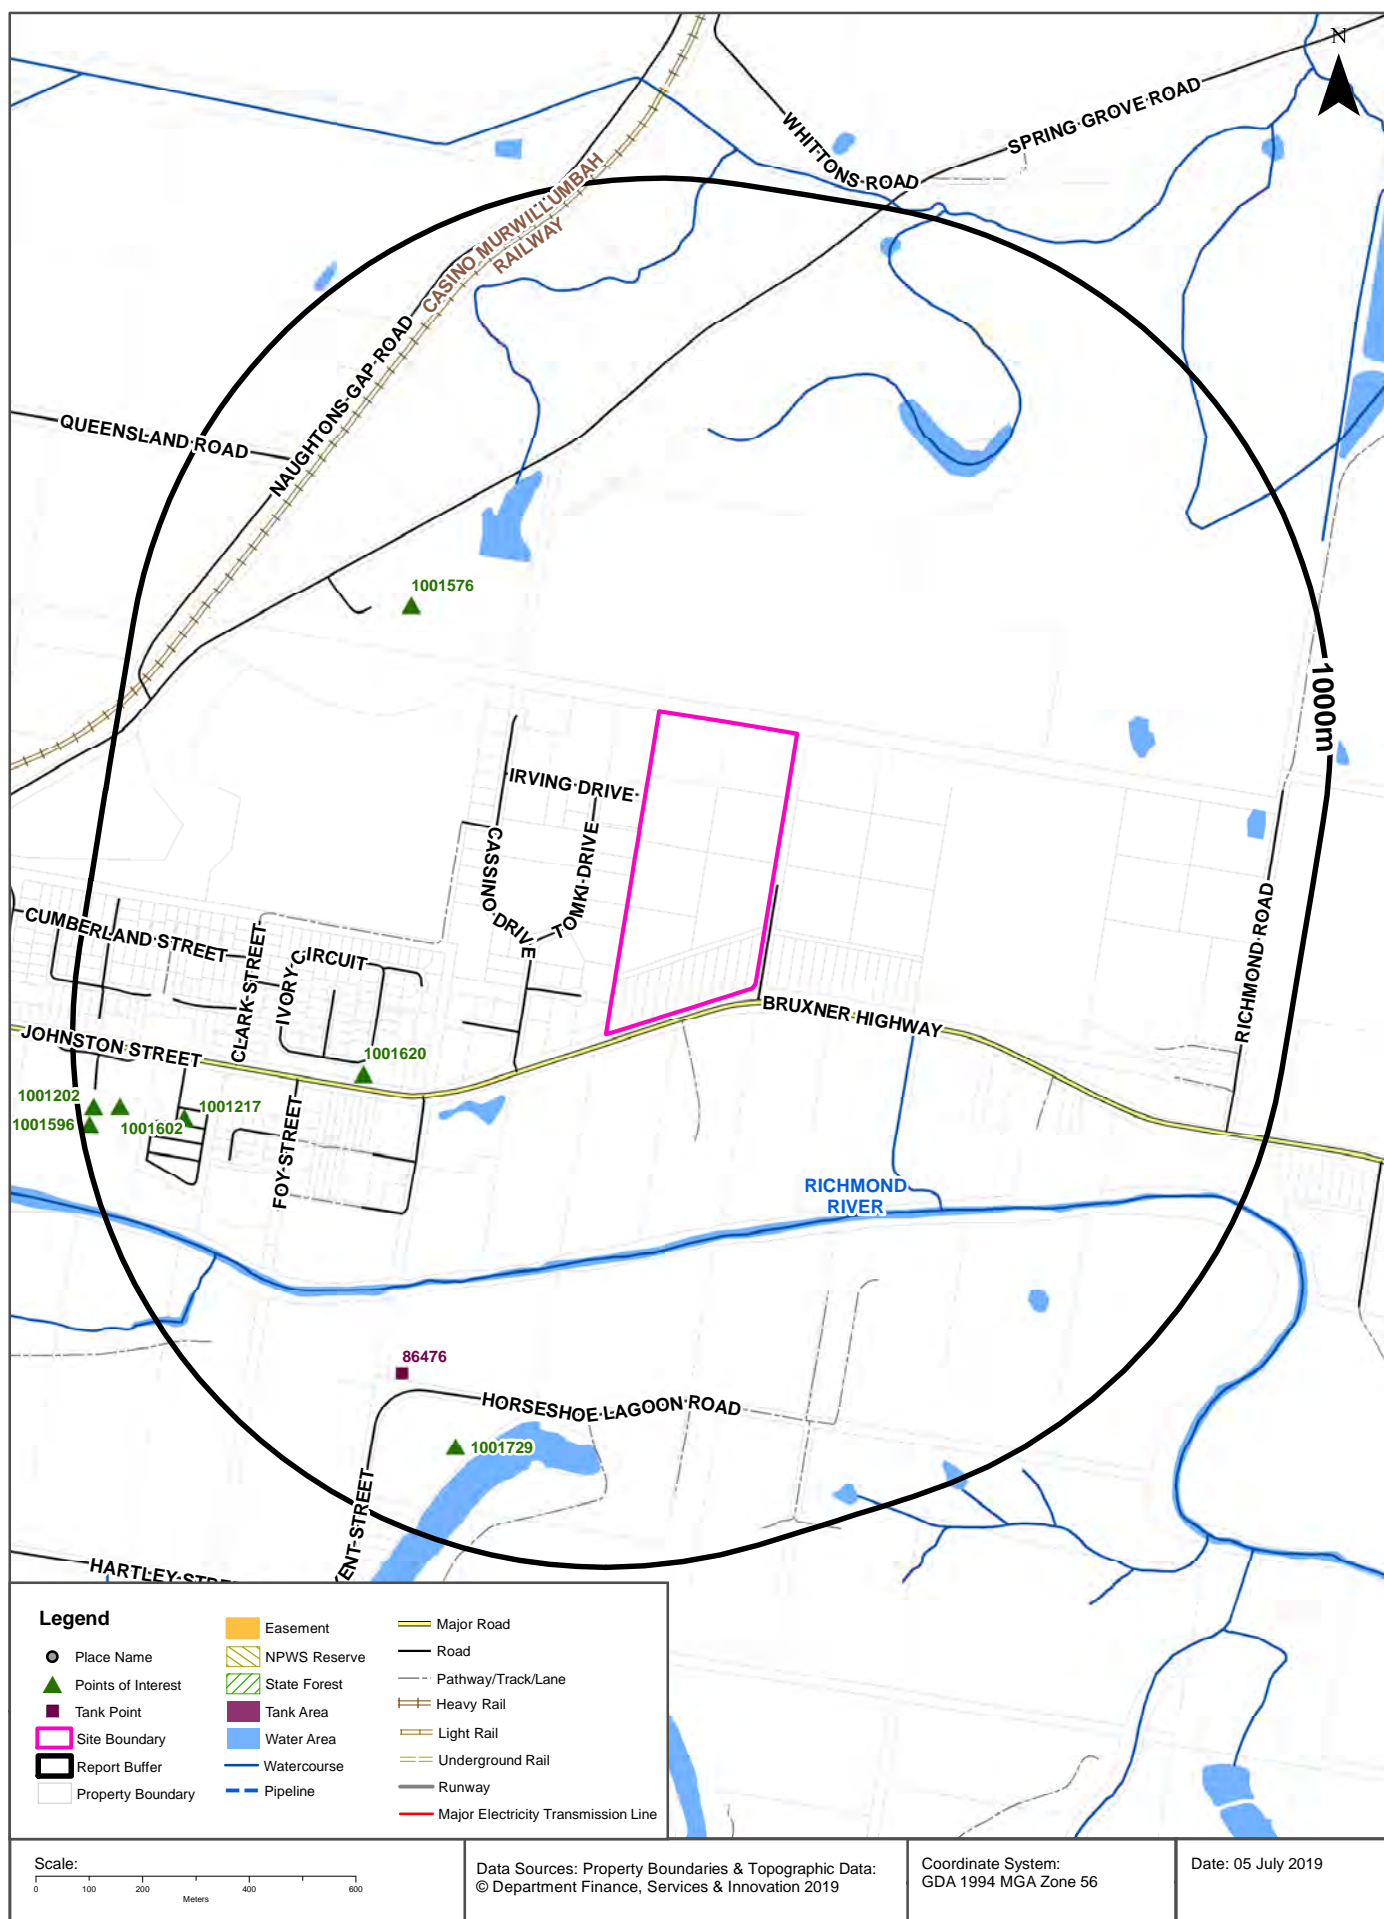 N
SPRING GROVE ROAD
WHITTONS ROAD
CASINO MURWILLUMBAH
RAILWAY
NAUGHTONS GAP ROAD
QUEENSLAND ROAD
1001576
1000m
IRVING DRIVE
CASSINO DRIVE
TOMKI DRIVE
RICHMOND ROAD
CUMBERLAND STREET
CLARK STREET
IVORY CIRCUIT
BRUXNER HIGHWAY
JOHNSTON STREET
1001620
1001202
1001217
1001596
1001602
FOY STREET
RICHMOND
RIVER
86476
HORSESHOE LAGOON ROAD
1001729
ENT STREET
HARTLEY STRE
Legend
Place Name
Points of Interest
Tank Point
Site Boundary
Report Buffer
Property Boundary
Easement
NPWS Reserve
State Forest
Tank Area
Water Area
Watercourse
Pipeline
Major Road
Road
Pathway/Track/Lane
Heavy Rail
Light Rail
Underground Rail
Runway
Major Electricity Transmission Line
Scale:
0 100 200 400 600
Meters
Data Sources: Property Boundaries & Topographic Data:
© Department Finance, Services & Innovation 2019
Coordinate System:
GDA 1994 MGA Zone 56
Date: 05 July 2019